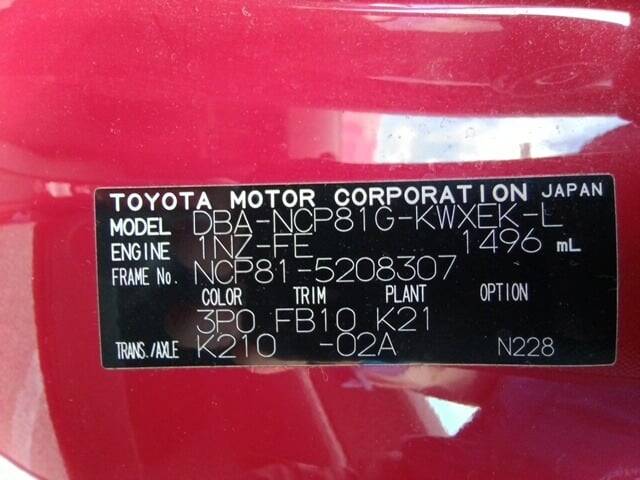 TOYOTA MOTOR CORPORATION JAPAN
MODEL DBA-NCP81G-KWXEK-L
ENGINE 1NZ-FE 1496 mL
FRAME No. NCP81-5208307
COLOR TRIM PLANT OPTION
3P0 FB10 K21
TRANS./AXLE K210 -02A N228